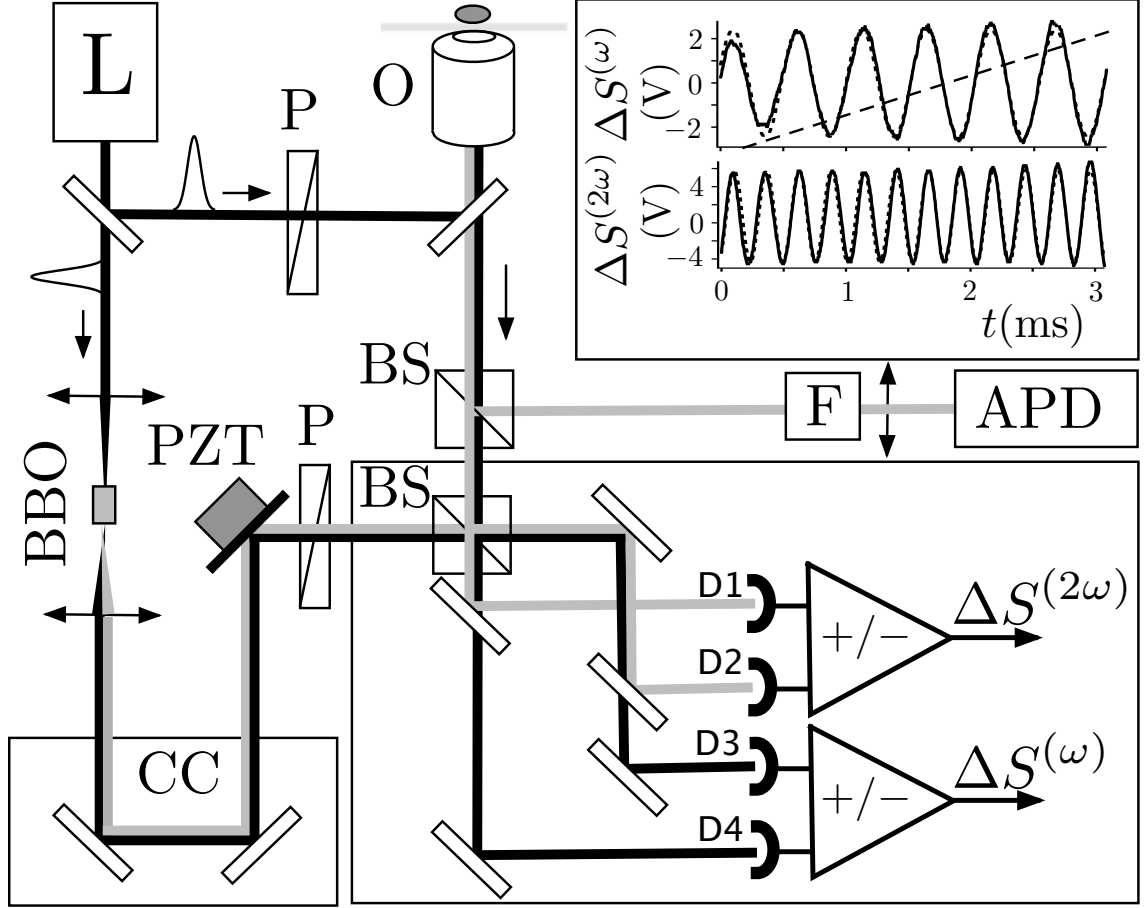 L
P
O
BS
F
APD
BBO
PZT
P
BS
CC
D1
D2
D3
D4
+/−
+/−
ΔS(2ω)
ΔS(ω)
ΔS(ω)
(V)
2
0
−2
ΔS(2ω)
(V)
4
0
−4
0 1 2 3
t(ms)